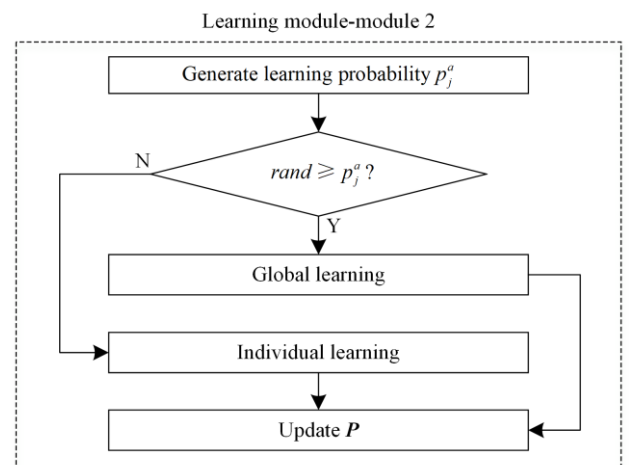 Learning module-module 2
Generate learning probability p_j^a
N
rand ≥ p_j^a ?
Y
Global learning
Individual learning
Update P